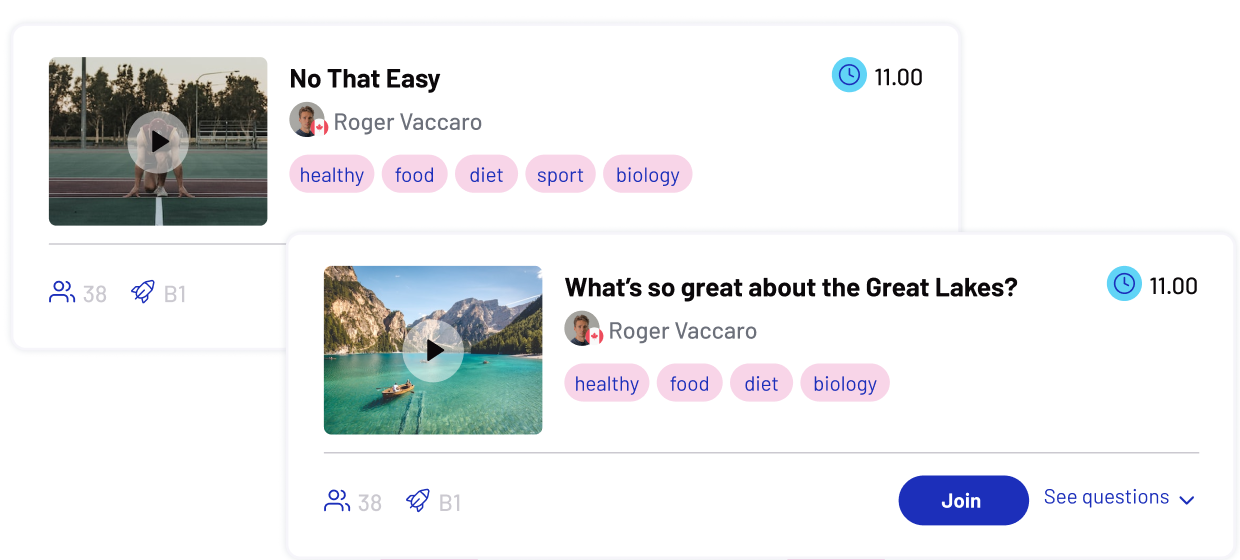 No That Easy
11.00
Roger Vaccaro
healthy food diet sport biology
38 B1
What's so great about the Great Lakes?
11.00
Roger Vaccaro
healthy food diet biology
38 B1
Join See questions